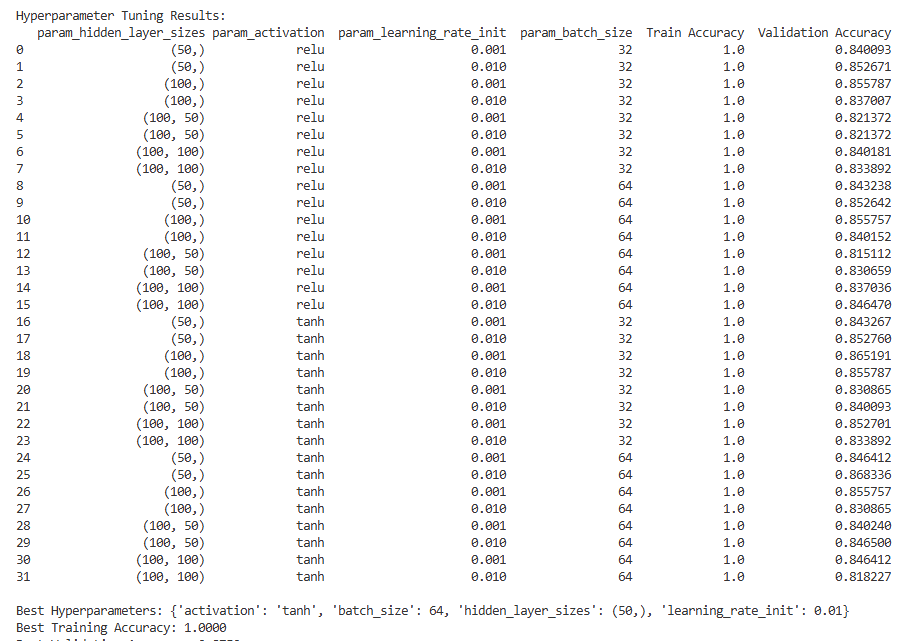 Hyperparameter Tuning Results:
param_hidden_layer_sizes param_activation param_learning_rate_init param_batch_size Train Accuracy Validation Accuracy
0 (50,) relu 0.001 32 1.0 0.840093
1 (50,) relu 0.010 32 1.0 0.852671
2 (100,) relu 0.001 32 1.0 0.855787
3 (100,) relu 0.010 32 1.0 0.837007
4 (100, 50) relu 0.001 32 1.0 0.821372
5 (100, 50) relu 0.010 32 1.0 0.821372
6 (100, 100) relu 0.001 32 1.0 0.840181
7 (100, 100) relu 0.010 32 1.0 0.833892
8 (50,) relu 0.001 64 1.0 0.843238
9 (50,) relu 0.010 64 1.0 0.852642
10 (100,) relu 0.001 64 1.0 0.855757
11 (100,) relu 0.010 64 1.0 0.840152
12 (100, 50) relu 0.001 64 1.0 0.815112
13 (100, 50) relu 0.010 64 1.0 0.830659
14 (100, 100) relu 0.001 64 1.0 0.837036
15 (100, 100) relu 0.010 64 1.0 0.846470
16 (50,) tanh 0.001 32 1.0 0.843267
17 (50,) tanh 0.010 32 1.0 0.852760
18 (100,) tanh 0.001 32 1.0 0.865191
19 (100,) tanh 0.010 32 1.0 0.855787
20 (100, 50) tanh 0.001 32 1.0 0.830865
21 (100, 50) tanh 0.010 32 1.0 0.840093
22 (100, 100) tanh 0.001 32 1.0 0.852701
23 (100, 100) tanh 0.010 32 1.0 0.833892
24 (50,) tanh 0.001 64 1.0 0.846412
25 (50,) tanh 0.010 64 1.0 0.868336
26 (100,) tanh 0.001 64 1.0 0.855757
27 (100,) tanh 0.010 64 1.0 0.830865
28 (100, 50) tanh 0.001 64 1.0 0.840240
29 (100, 50) tanh 0.010 64 1.0 0.846500
30 (100, 100) tanh 0.001 64 1.0 0.846412
31 (100, 100) tanh 0.010 64 1.0 0.818227
Best Hyperparameters: {'activation': 'tanh', 'batch_size': 64, 'hidden_layer_sizes': (50,), 'learning_rate_init': 0.01}
Best Training Accuracy: 1.0000